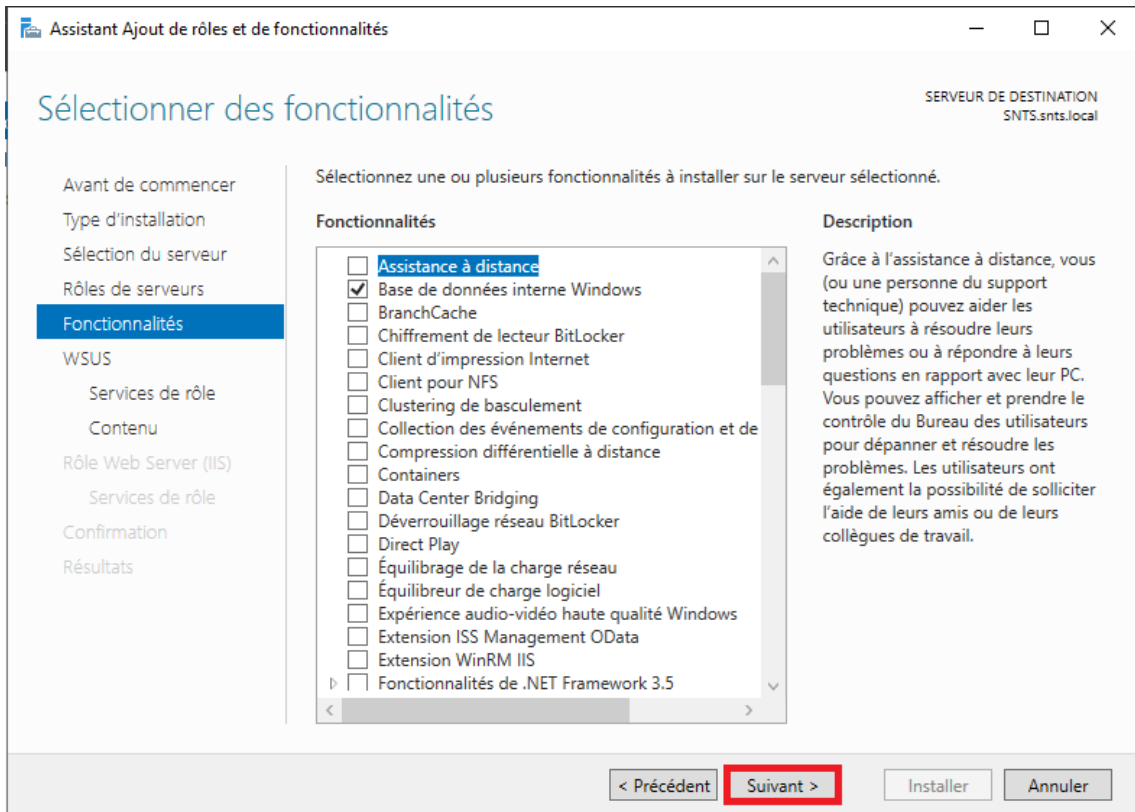 Assistant Ajout de rôles et de fonctionnalités
Sélectionner des fonctionnalités
SERVEUR DE DESTINATION
SNTS.snts.local
Avant de commencer
Type d'installation
Sélection du serveur
Rôles de serveurs
Fonctionnalités
WSUS
Services de rôle
Contenu
Rôle Web Server (IIS)
Services de rôle
Confirmation
Résultats
Sélectionnez une ou plusieurs fonctionnalités à installer sur le serveur sélectionné.
Fonctionnalités
Assistance à distance
Base de données interne Windows
BranchCache
Chiffrement de lecteur BitLocker
Client d'impression Internet
Client pour NFS
Clustering de basculement
Collection des événements de configuration et de
Compression différentielle à distance
Containers
Data Center Bridging
Déverrouillage réseau BitLocker
Direct Play
Équilibrage de la charge réseau
Équilibreur de charge logiciel
Expérience audio-vidéo haute qualité Windows
Extension ISS Management OData
Extension WinRM IIS
Fonctionnalités de .NET Framework 3.5
Description
Grâce à l'assistance à distance, vous
(ou une personne du support
technique) pouvez aider les
utilisateurs à résoudre leurs
problèmes ou à répondre à leurs
questions en rapport avec leur PC.
Vous pouvez afficher et prendre le
contrôle du Bureau des utilisateurs
pour dépanner et résoudre les
problèmes. Les utilisateurs ont
également la possibilité de solliciter
l'aide de leurs amis ou de leurs
collègues de travail.
< Précédent
Suivant >
Installer
Annuler